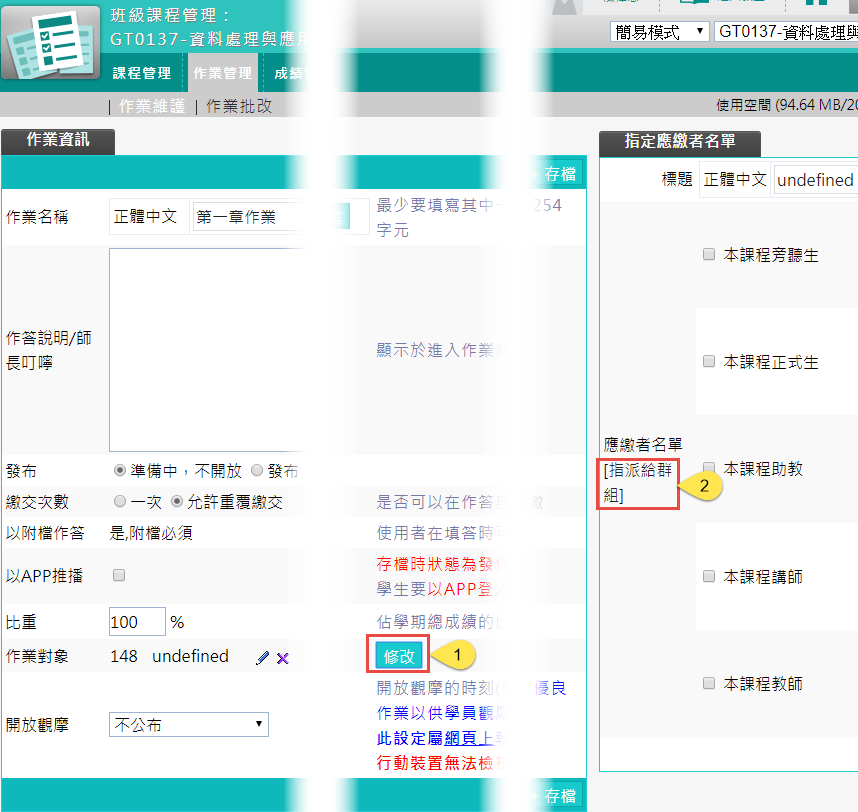 班級課程管理：
GT0137-資料處理與應用
簡易模式
GT0137-資料處理與
課程管理
作業管理
成績
| 作業維護 | 作業批改
使用空間 (94.64 MB/20
作業資訊
+ 存檔
作業名稱
正體中文
第一章作業
最少要填寫其中一
254
字元
作答說明/師
長叮嚀
顯示於進入作業
發布
準備中，不開放
發布
繳交次數
一次
允許重覆繳交
是否可以在作答
繳
以附檔作答
是,附檔必須
使用者在填答時
以APP推播
存檔時狀態為發
學生要以APP登
比重
100
%
佔學期總成績的
作業對象
148 undefined
修改
1
開放觀摩
不公布
開放觀摩的時刻(
優良
作業以供學員觀
此設定屬網頁上
行動裝置無法檢
+ 存檔
指定應繳者名單
標題
正體中文
undefined
應繳者名單
[指派給群
組]
2
本課程旁聽生
本課程正式生
本課程助教
本課程講師
本課程教師